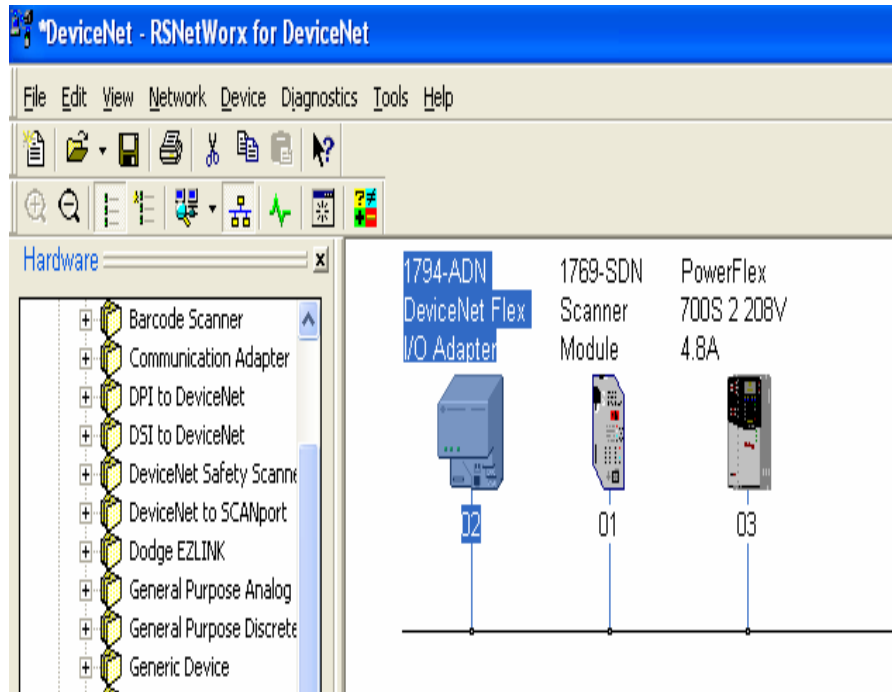 *DeviceNet - RSNetWorx for DeviceNet
File Edit View Network Device Diagnostics Tools Help
Hardware
Barcode Scanner
Communication Adapter
DPI to DeviceNet
DSI to DeviceNet
DeviceNet Safety Scanne
DeviceNet to SCANport
Dodge EZLINK
General Purpose Analog
General Purpose Discrete
Generic Device
1794-ADN
DeviceNet Flex
I/O Adapter
02
1769-SDN
Scanner
Module
01
PowerFlex
700S 2 208V
4.8A
03